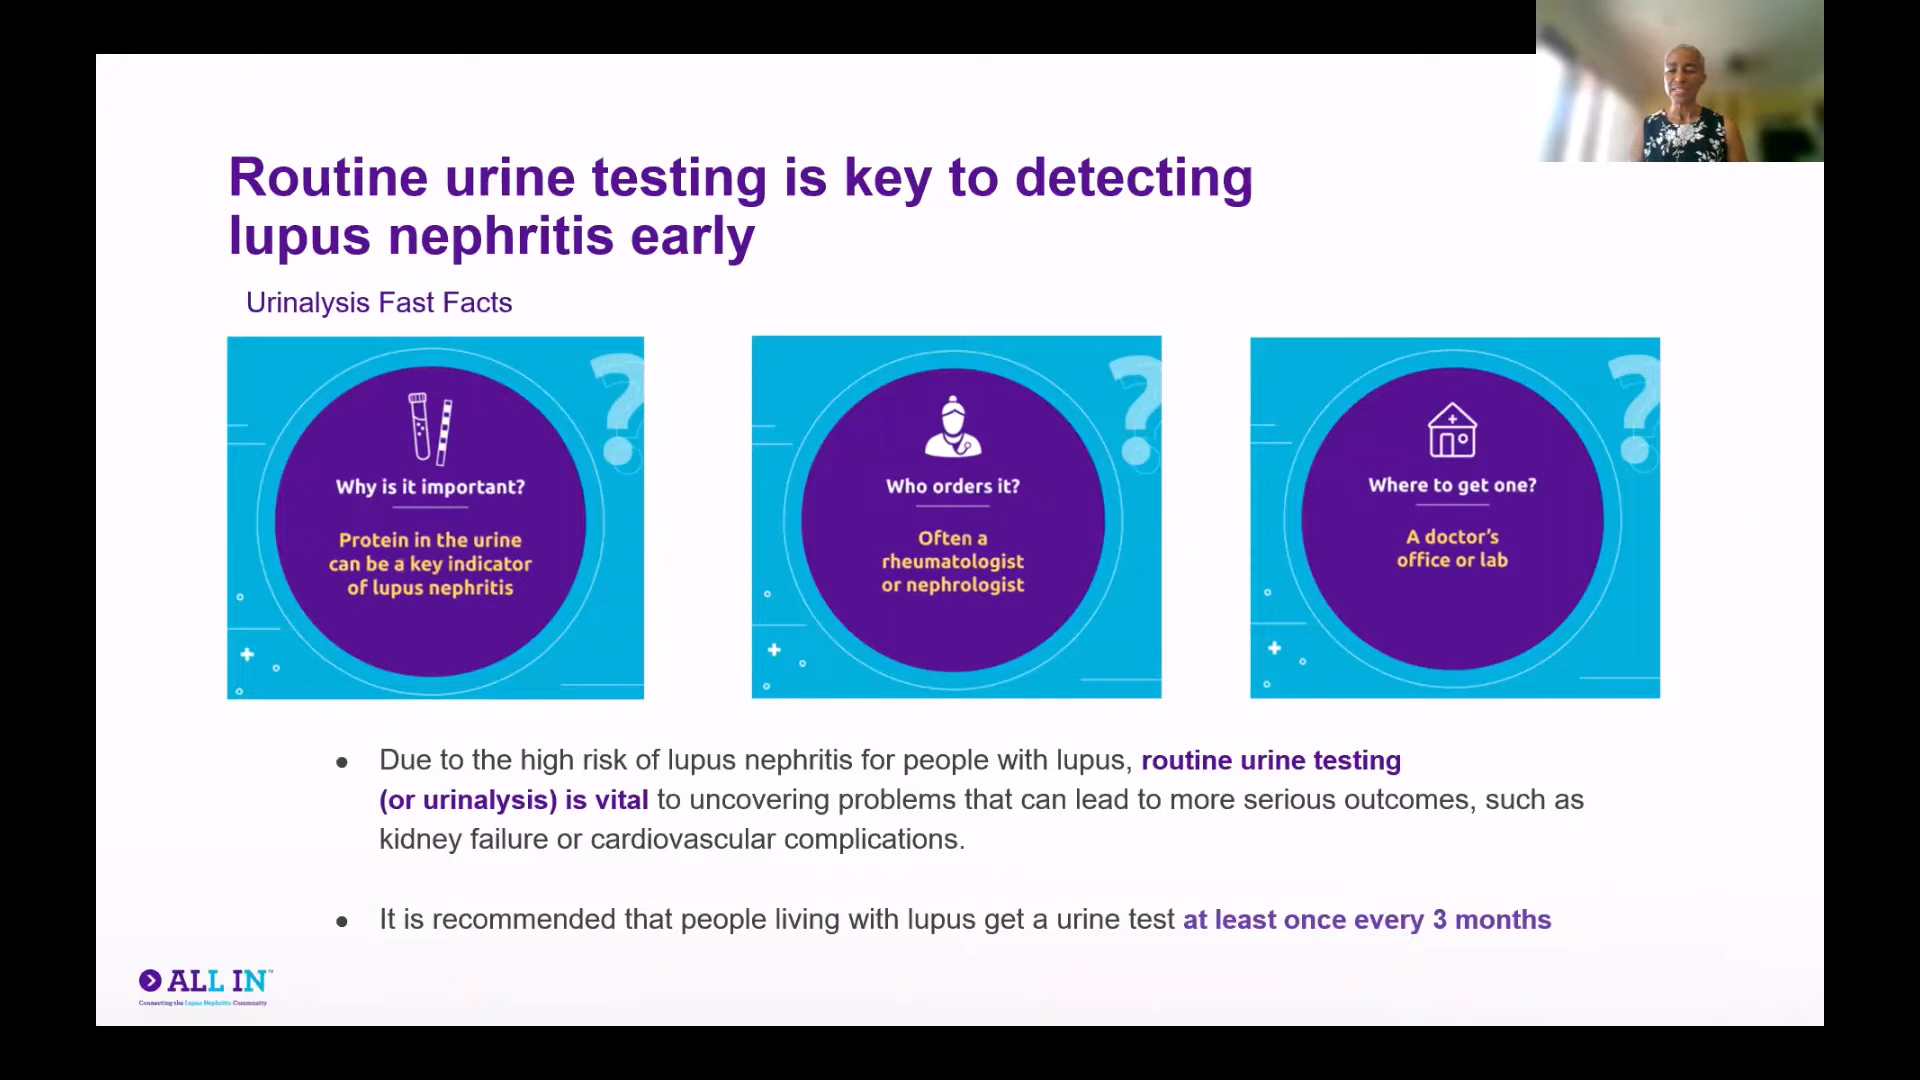 Routine urine testing is key to detecting
lupus nephritis early
Urinalysis Fast Facts
Why is it important?
Protein in the urine
can be a key indicator
of lupus nephritis
Who orders it?
Often a
rheumatologist
or nephrologist
Where to get one?
A doctor’s
office or lab
• Due to the high risk of lupus nephritis for people with lupus, routine urine testing
(or urinalysis) is vital to uncovering problems that can lead to more serious outcomes, such as
kidney failure or cardiovascular complications.
• It is recommended that people living with lupus get a urine test at least once every 3 months
ALL IN™
Connecting the Lupus Nephritis Community